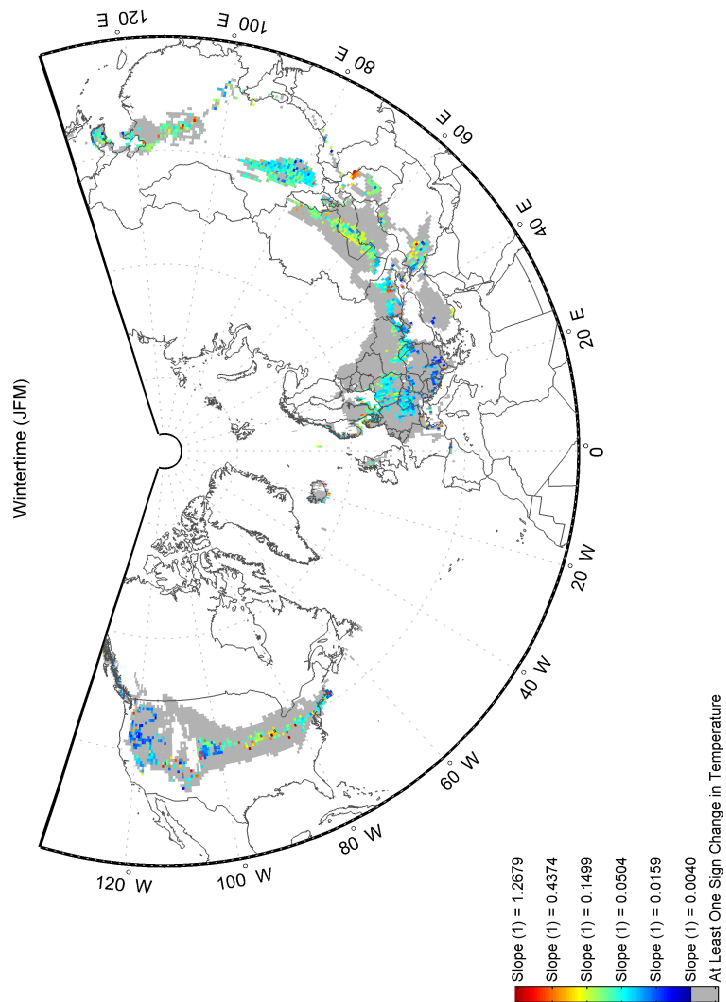 Wintertime (JFM)
120 W
100 W
80 W
60 W
40 W
20 W
0
20 E
40 E
60 E
80 E
100 E
120 E
Slope (1) = 1.2679
Slope (1) = 0.4374
Slope (1) = 0.1499
Slope (1) = 0.0504
Slope (1) = 0.0159
Slope (1) = 0.0040
At Least One Sign Change in Temperature